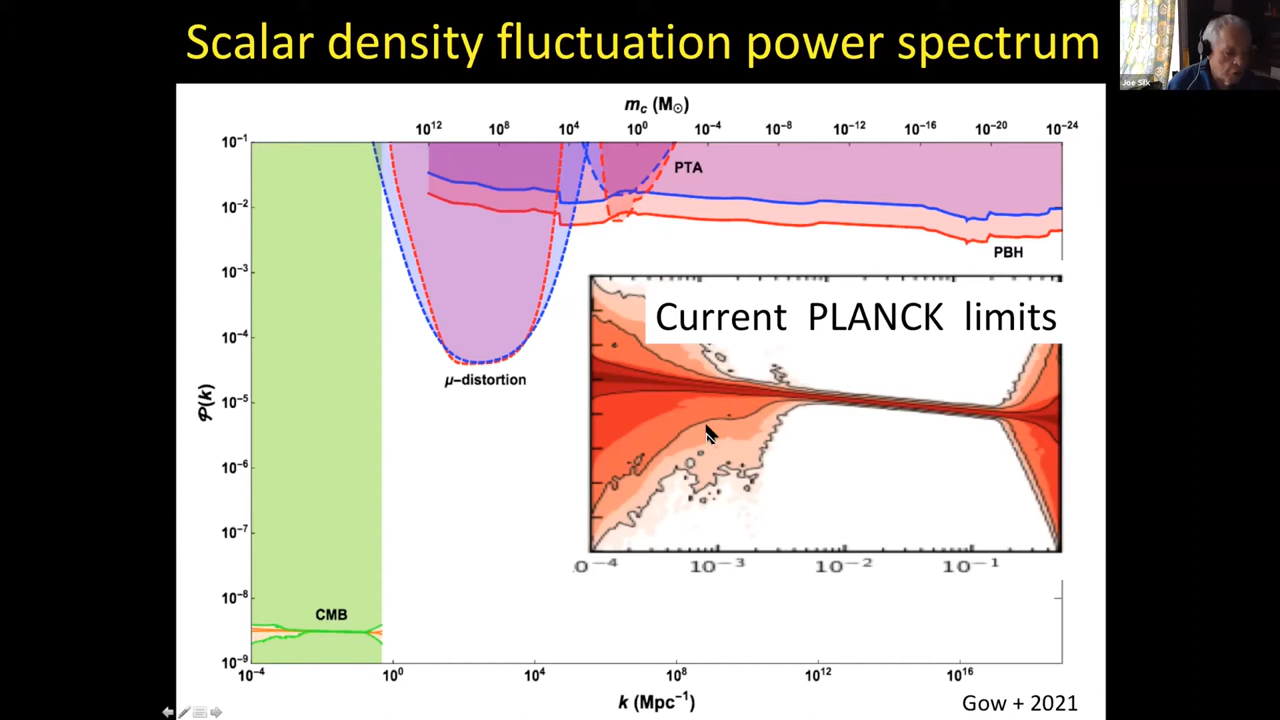 Scalar density fluctuation power spectrum
Joe Silk
m_c (M_⊙)
10^12 10^8 10^4 10^0 10^-4 10^-8 10^-12 10^-16 10^-20 10^-24
10^-1
PTA
10^-2
PBH
10^-3
Current PLANCK limits
10^-4
μ-distortion
𝒫(k)
10^-5
10^-6
10^-7
0^-4 10^-3 10^-2 10^-1
10^-8
CMB
10^-9
10^-4 10^0 10^4 10^8 10^12 10^16
k (Mpc^-1)
Gow + 2021